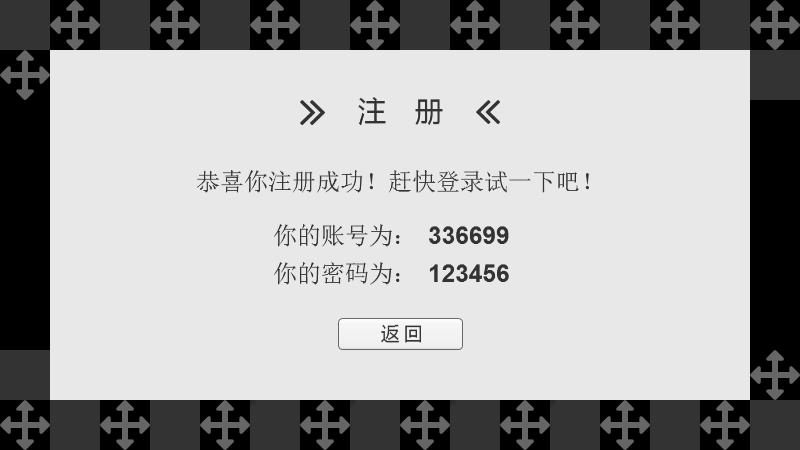 注 册
恭喜你注册成功！赶快登录试一下吧！
你的账号为： 336699
你的密码为： 123456
返回